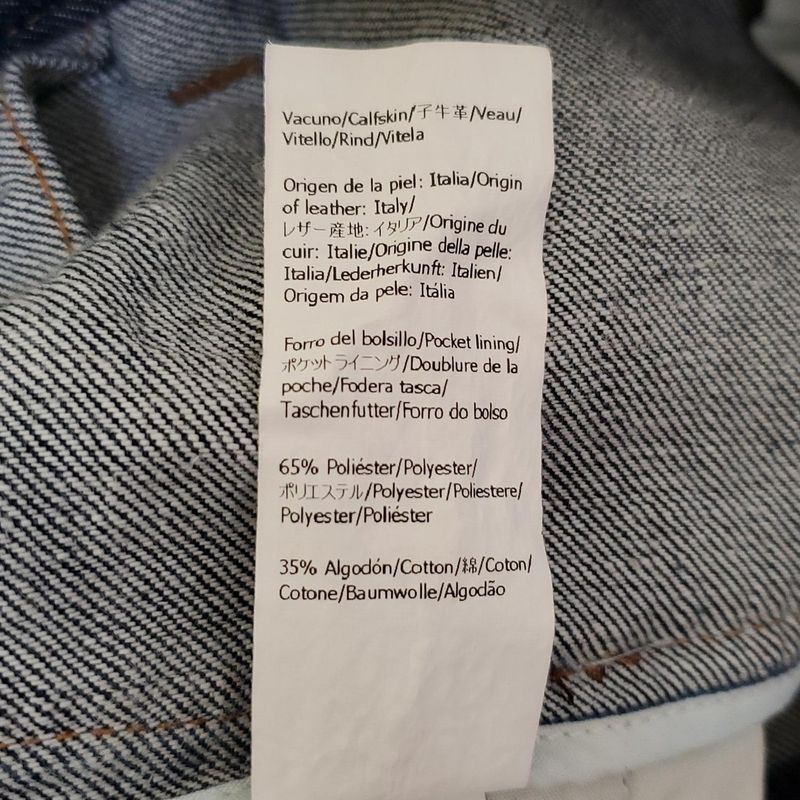 Vacuno/Calfskin/子牛革/Veau/
Vitello/Rind/Vitela
Origen de la piel: Italia/Origin
of leather: Italy/
レザー産地: イタリア/Origine du
cuir: Italie/Origine della pelle:
Italia/Lederherkunft: Italien/
Origem da pele: Itália
Forro del bolsillo/Pocket lining/
ポケットライニング/Doublure de la
poche/Fodera tasca/
Taschenfutter/Forro do bolso
65% Poliéster/Polyester/
ポリエステル/Polyester/Poliestere/
Polyester/Poliéster
35% Algodón/Cotton/綿/Coton/
Cotone/Baumwolle/Algodão